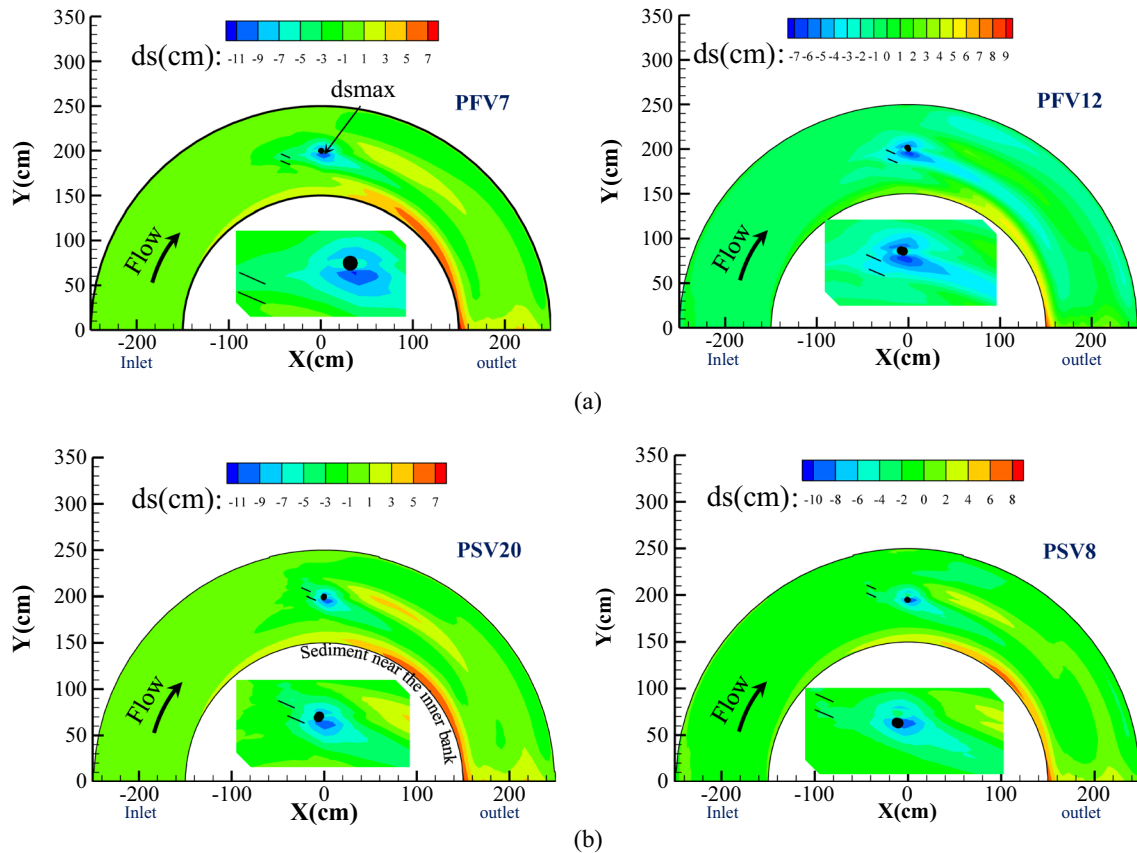 350
300
250
200
150
100
50
0
Y(cm)
ds(cm):
-11 -9 -7 -5 -3 -1 1 3 5 7
dsmax
PFV7
Flow
-200 -100 0 100 200
Inlet
X(cm)
outlet
350
300
250
200
150
100
50
0
Y(cm)
ds(cm):
-7 -6 -5 -4 -3 -2 -1 0 1 2 3 4 5 6 7 8 9
PFV12
Flow
-200 -100 0 100 200
Inlet
X(cm)
outlet
(a)
350
300
250
200
150
100
50
0
Y(cm)
ds(cm):
-11 -9 -7 -5 -3 -1 1 3 5 7
PSV20
Sediment near the inner bank
Flow
-200 -100 0 100 200
Inlet
X(cm)
outlet
350
300
250
200
150
100
50
0
Y(cm)
ds(cm):
-10 -8 -6 -4 -2 0 2 4 6 8
PSV8
Flow
-200 -100 0 100 200
Inlet
X(cm)
outlet
(b)